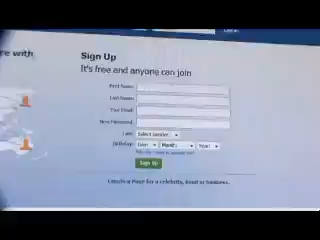 re with
Sign Up
It's free and anyone can join
First Name:
Last Name:
Your Email:
New Password:
I am: Select Gender:
Birthday: Month: Year:
Sign Up
Create a Page for a celebrity, band or business.